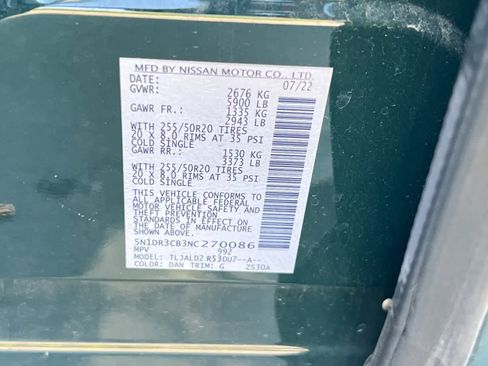 MFD BY NISSAN MOTOR CO., LTD.
DATE: 07/22
GVWR: 2676 KG
5900 LB
GAWR FR.: 1335 KG
2943 LB
WITH 255/50R20 TIRES
20 X 8.0 RIMS AT 35 PSI
COLD SINGLE
GAWR RR.: 1530 KG
3373 LB
WITH 255/50R20 TIRES
20 X 8.0 RIMS AT 35 PSI
COLD SINGLE
THIS VEHICLE CONFORMS TO
ALL APPLICABLE FEDERAL
MOTOR VEHICLE SAFETY AND
THEFT PREVENTION
STANDARDS IN EFFECT ON
THE DATE OF MANUFACTURE
SHOWN ABOVE
5N1DR3CB3NC270086
MPV 992
MODEL: TLJALD2 R53DU7--A--
COLOR: DAN TRIM: G 2S30A